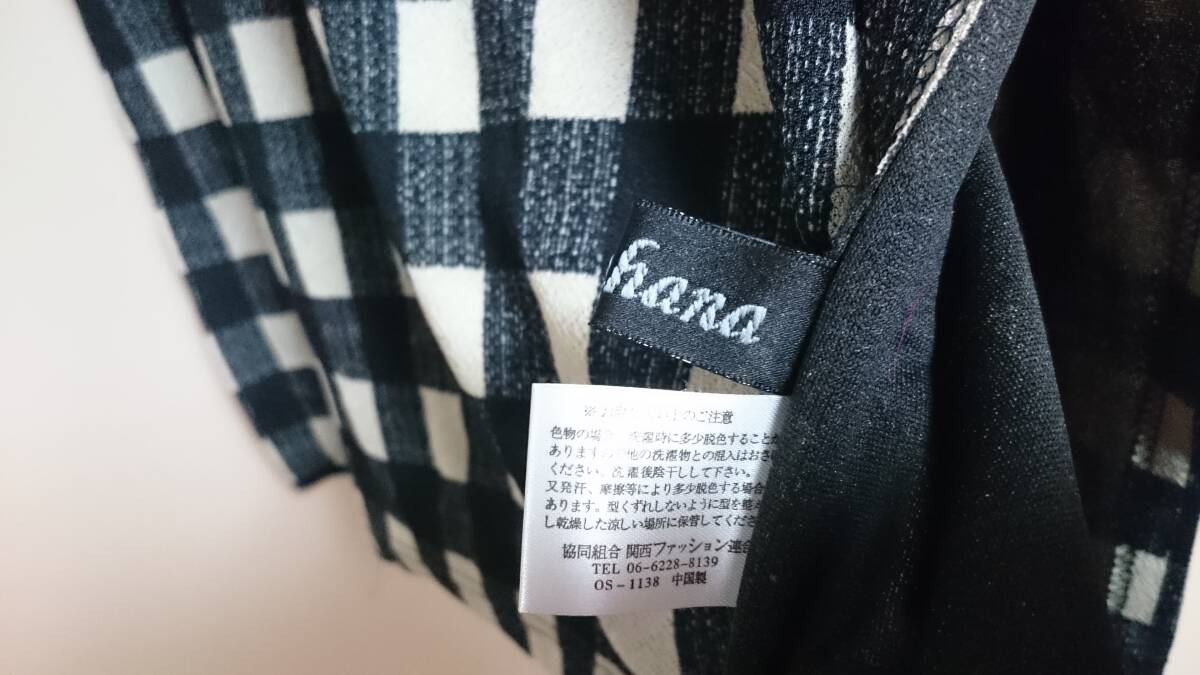 hana
※ お取り扱い上のご注意
色物の場合、洗濯時に多少脱色することが
ありますので他の洗濯物との混入はおさけ
ください、洗濯後陰干しして下さい。
又発汗、摩擦等により多少脱色する場合
あります。型くずれしないように型を整え
し乾燥した涼しい場所に保管してくださ
協同組合 関西ファッション連合
TEL 06-6228-8139
OS-1138 中国製